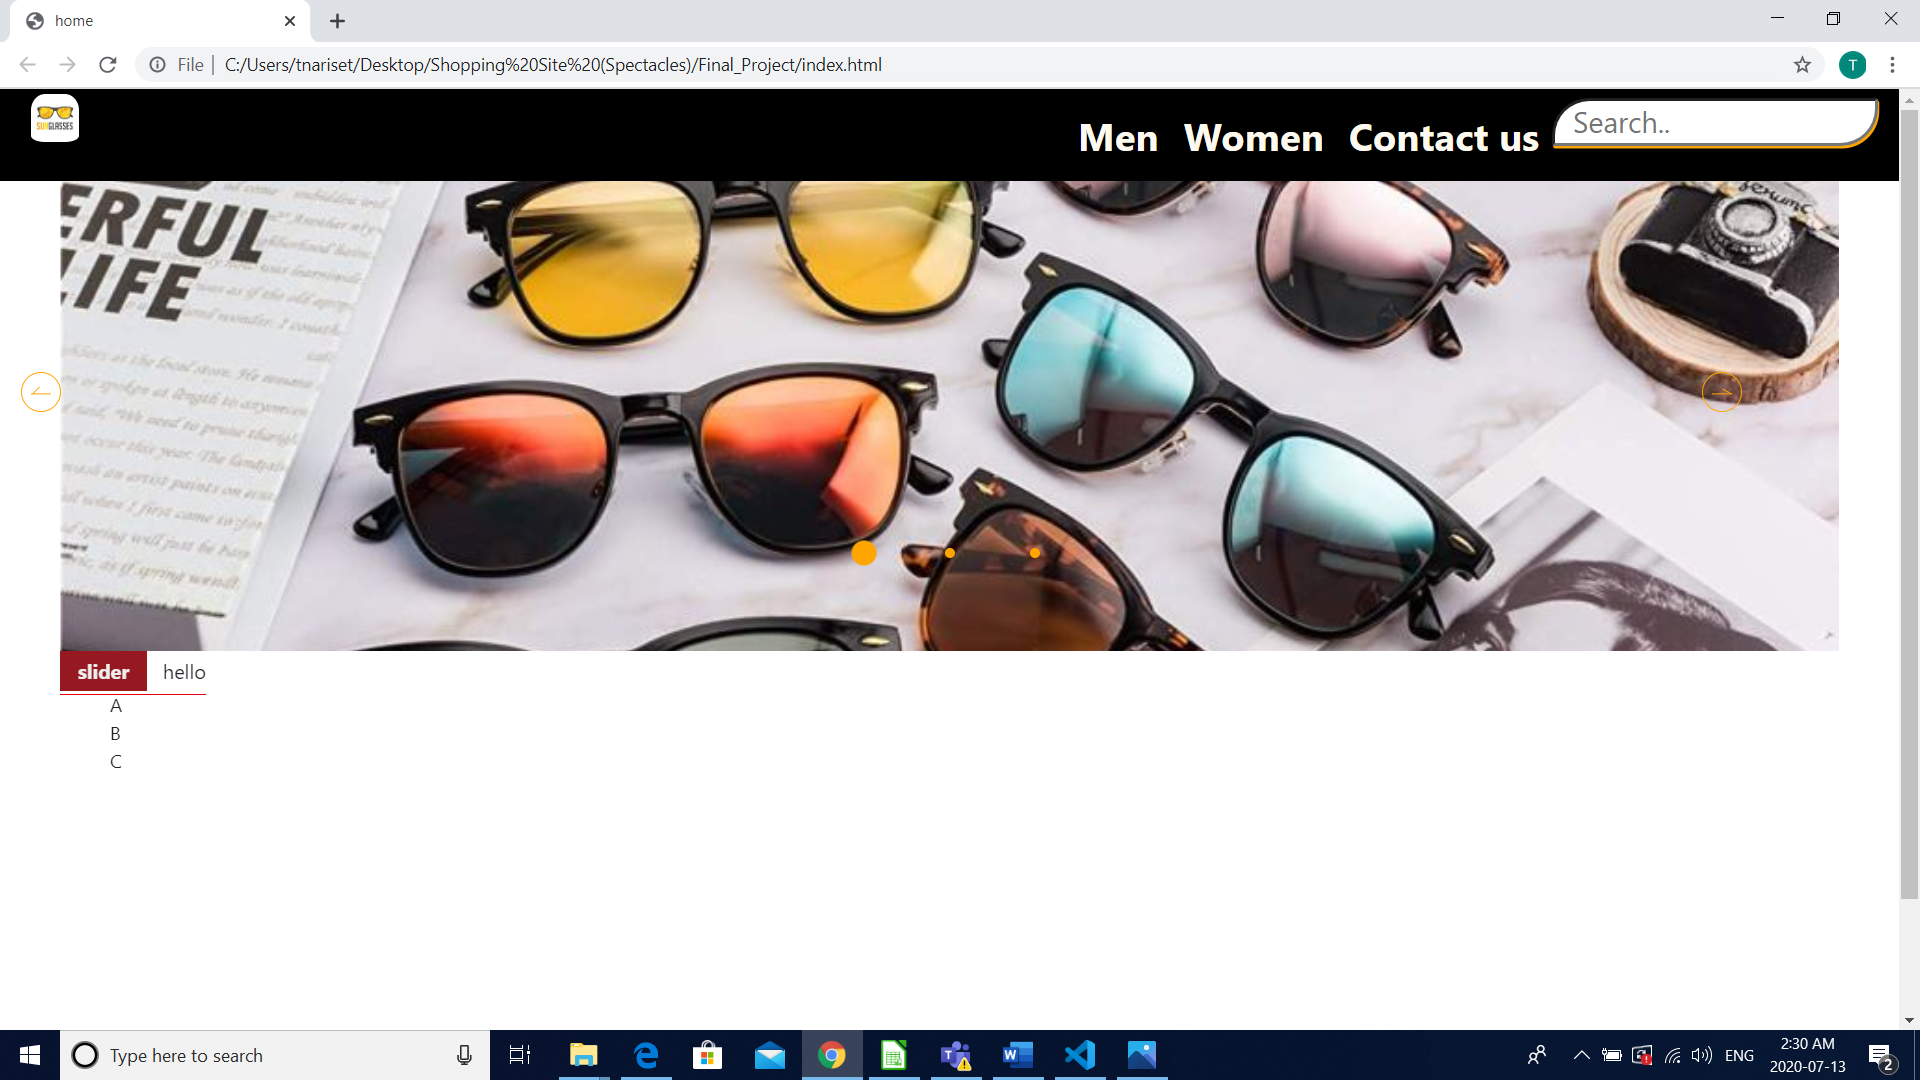 home
File
C:/Users/tnariset/Desktop/Shopping%20Site%20(Spectacles)/Final_Project/index.html
T
SUNGLASSES
Men Women Contact us
Search..
ERFUL
LIFE
slider hello
A
B
C
Type here to search
ENG
2:30 AM
2020-07-13
2